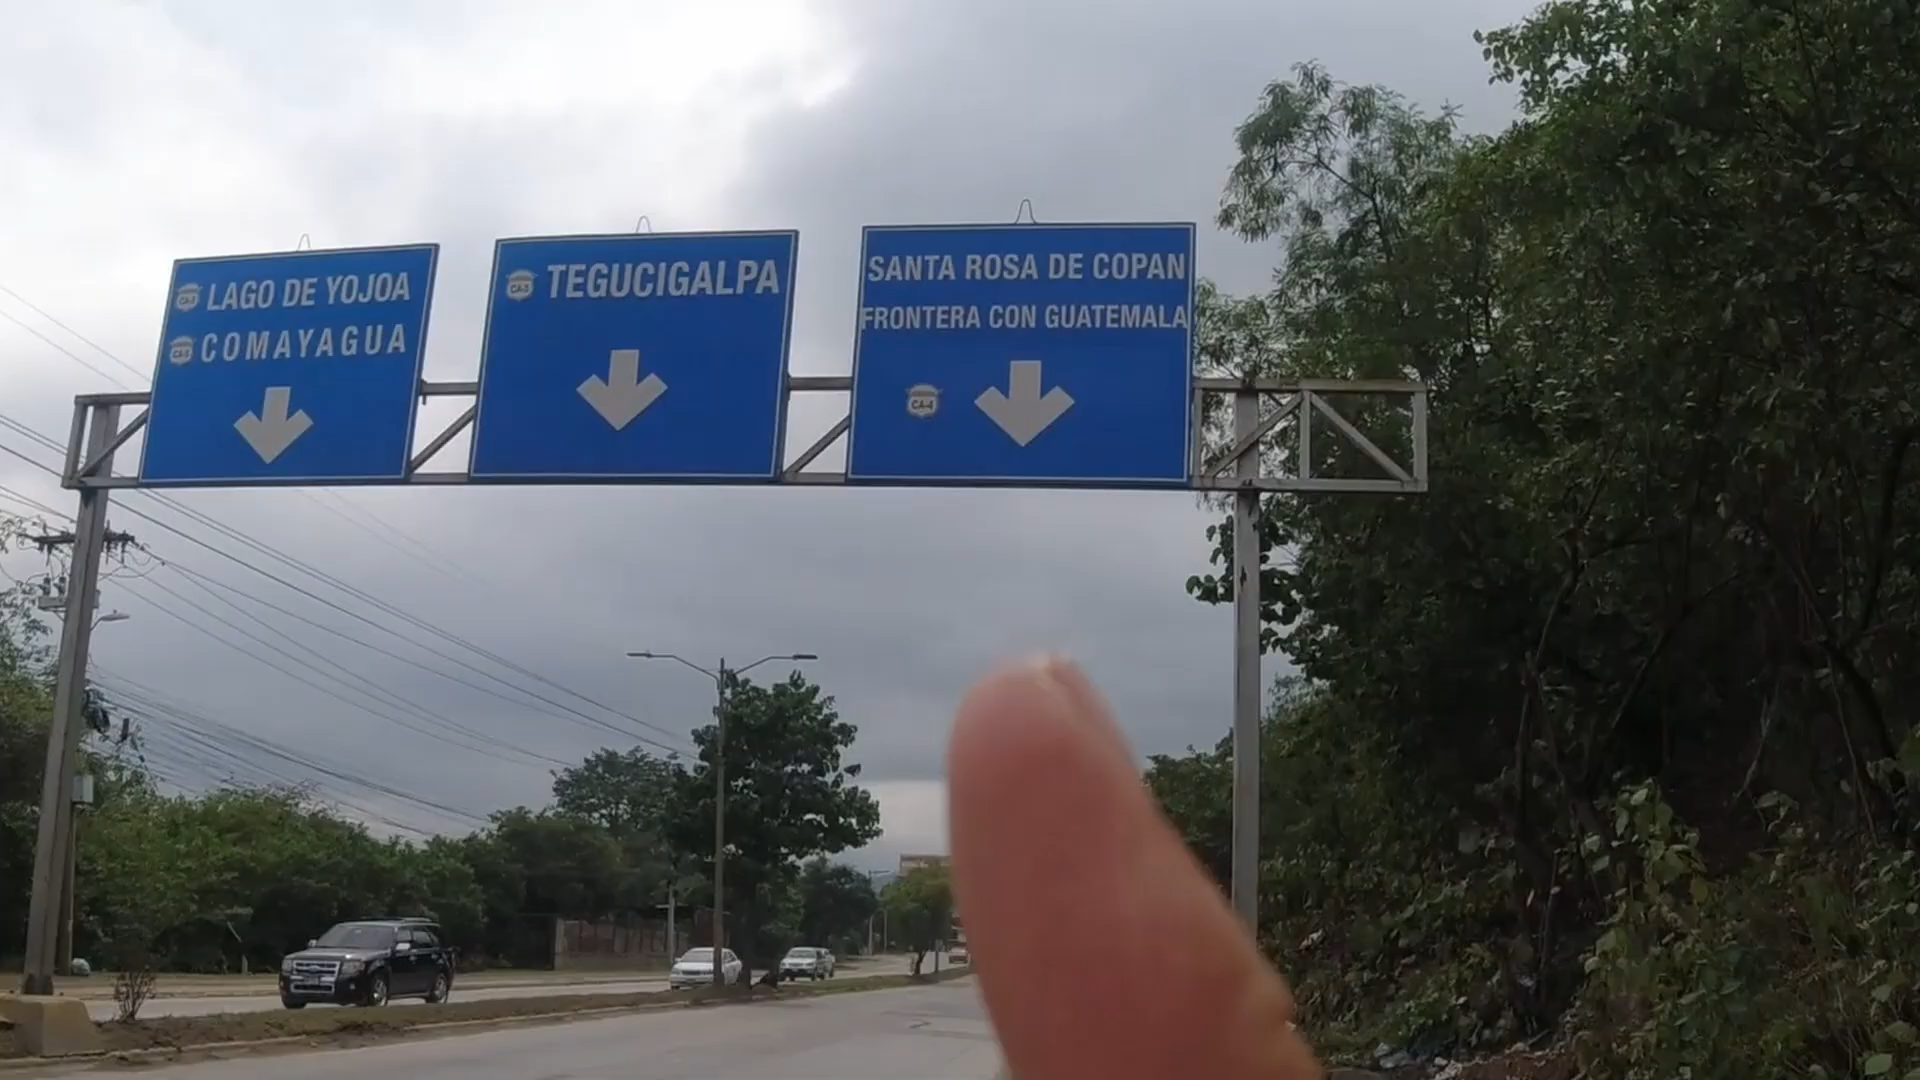 CA-5 LAGO DE YOJOA
CA-5 COMAYAGUA
CA-5 TEGUCIGALPA
SANTA ROSA DE COPAN
FRONTERA CON GUATEMALA
CA-4